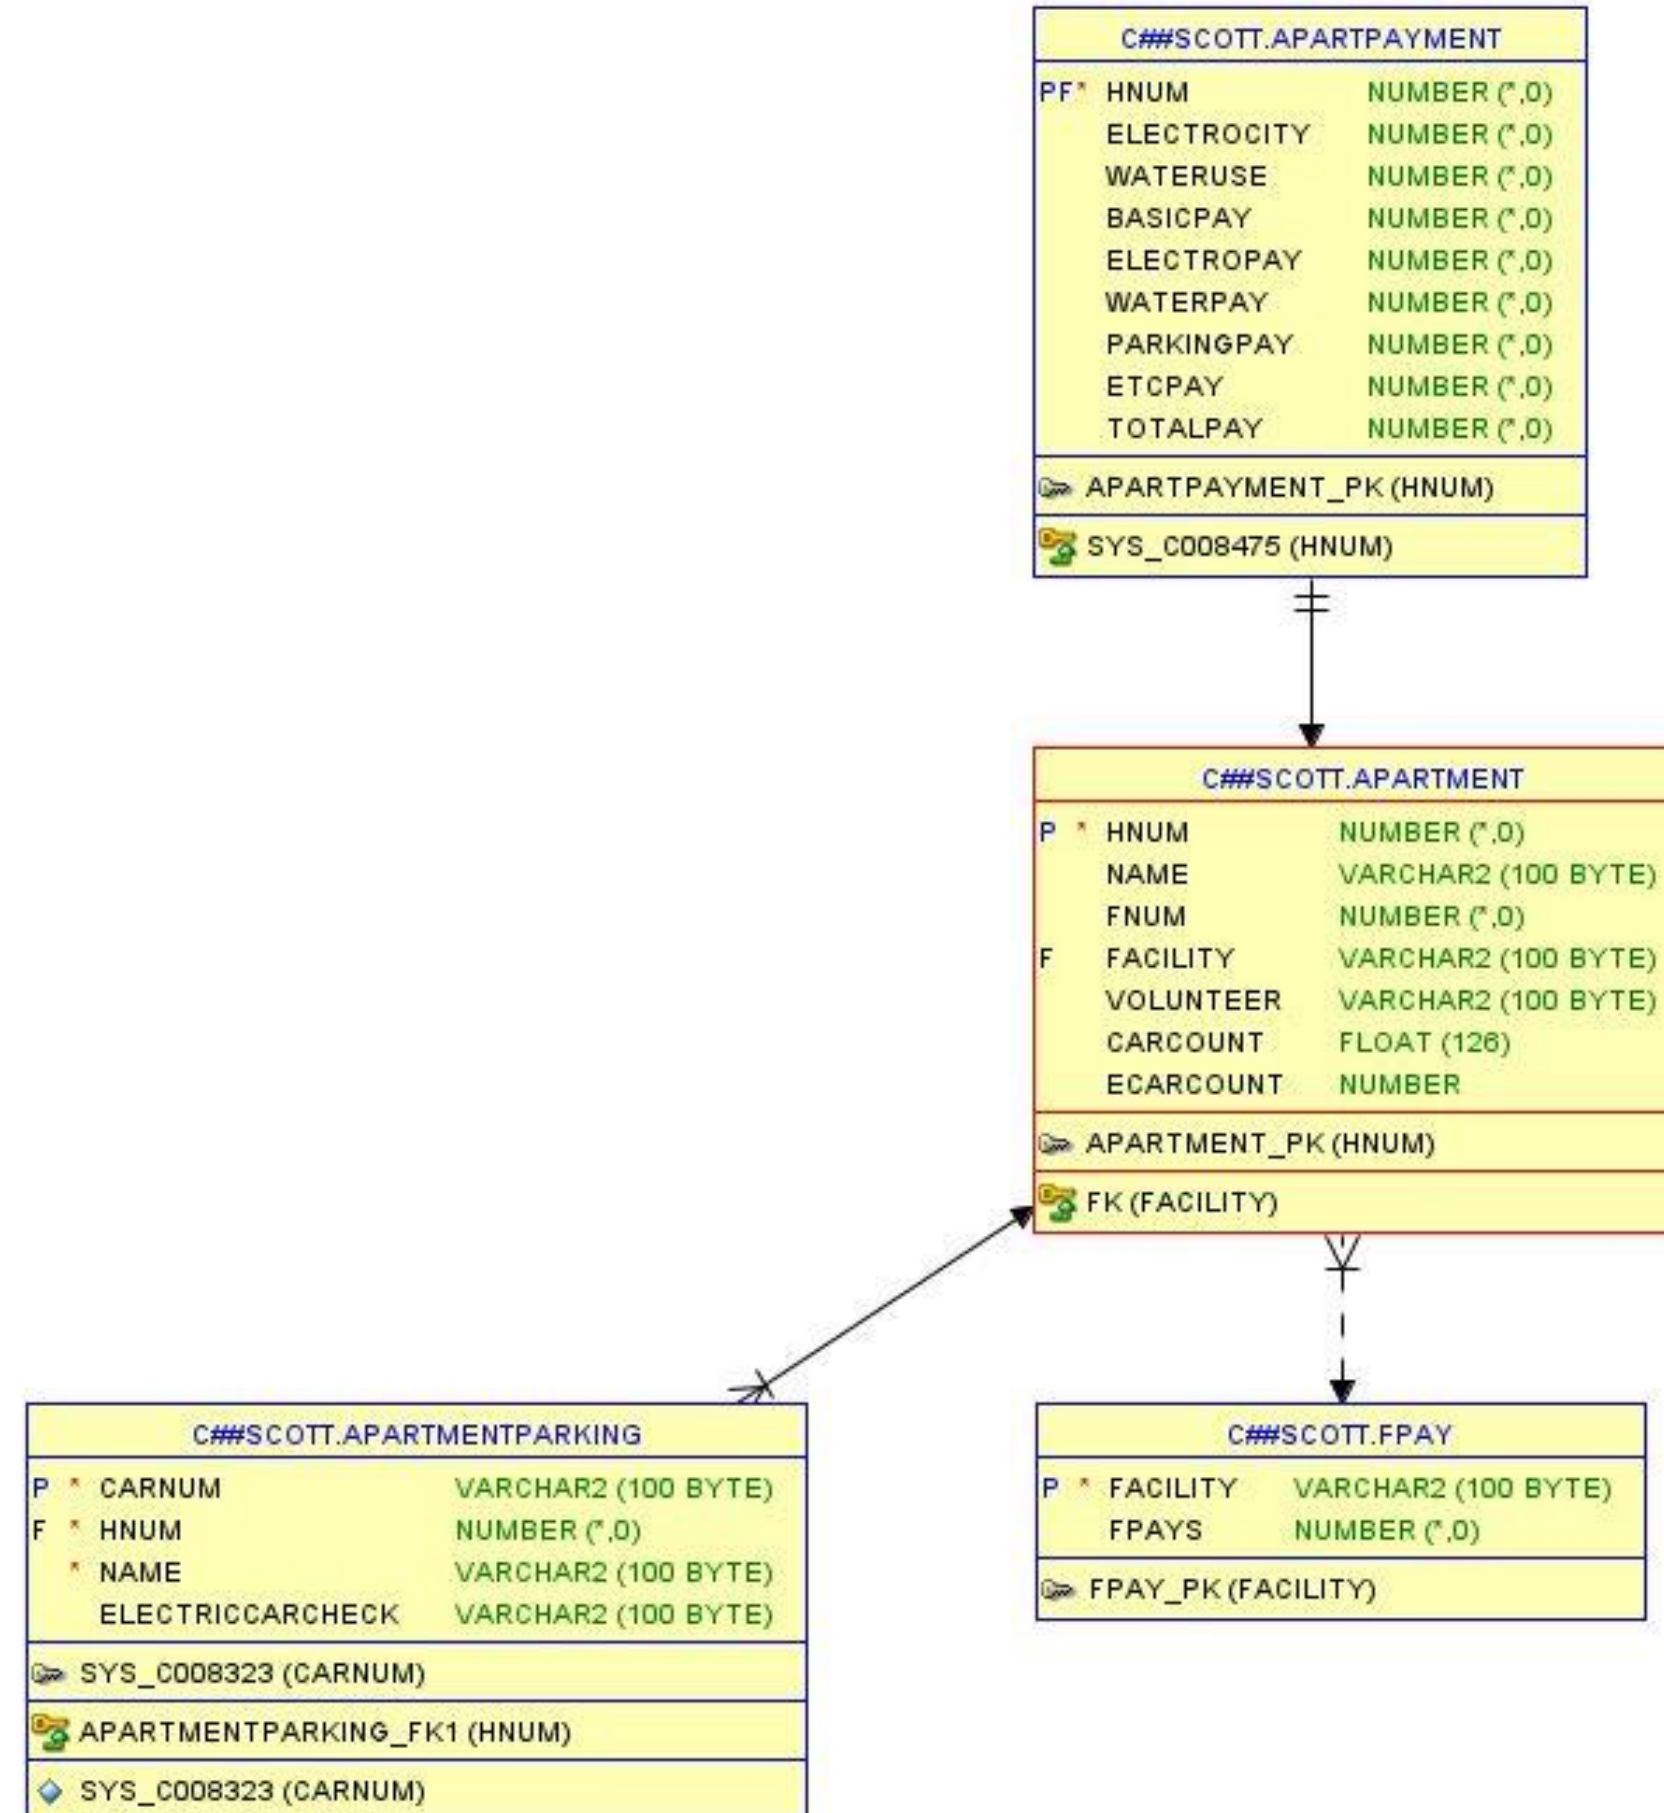 C##SCOTT.APARTPAYMENT
PF* HNUM NUMBER (*,0)
ELECTROCITY NUMBER (*,0)
WATERUSE NUMBER (*,0)
BASICPAY NUMBER (*,0)
ELECTROPAY NUMBER (*,0)
WATERPAY NUMBER (*,0)
PARKINGPAY NUMBER (*,0)
ETCPAY NUMBER (*,0)
TOTALPAY NUMBER (*,0)
APARTPAYMENT_PK (HNUM)
SYS_C008475 (HNUM)
C##SCOTT.APARTMENT
P * HNUM NUMBER (*,0)
NAME VARCHAR2 (100 BYTE)
FNUM NUMBER (*,0)
F FACILITY VARCHAR2 (100 BYTE)
VOLUNTEER VARCHAR2 (100 BYTE)
CARCOUNT FLOAT (126)
ECARCOUNT NUMBER
APARTMENT_PK (HNUM)
FK (FACILITY)
C##SCOTT.APARTMENTPARKING
P * CARNUM VARCHAR2 (100 BYTE)
F * HNUM NUMBER (*,0)
* NAME VARCHAR2 (100 BYTE)
ELECTRICCARCHECK VARCHAR2 (100 BYTE)
SYS_C008323 (CARNUM)
APARTMENTPARKING_FK1 (HNUM)
SYS_C008323 (CARNUM)
C##SCOTT.FPAY
P * FACILITY VARCHAR2 (100 BYTE)
FPAYS NUMBER (*,0)
FPAY_PK (FACILITY)